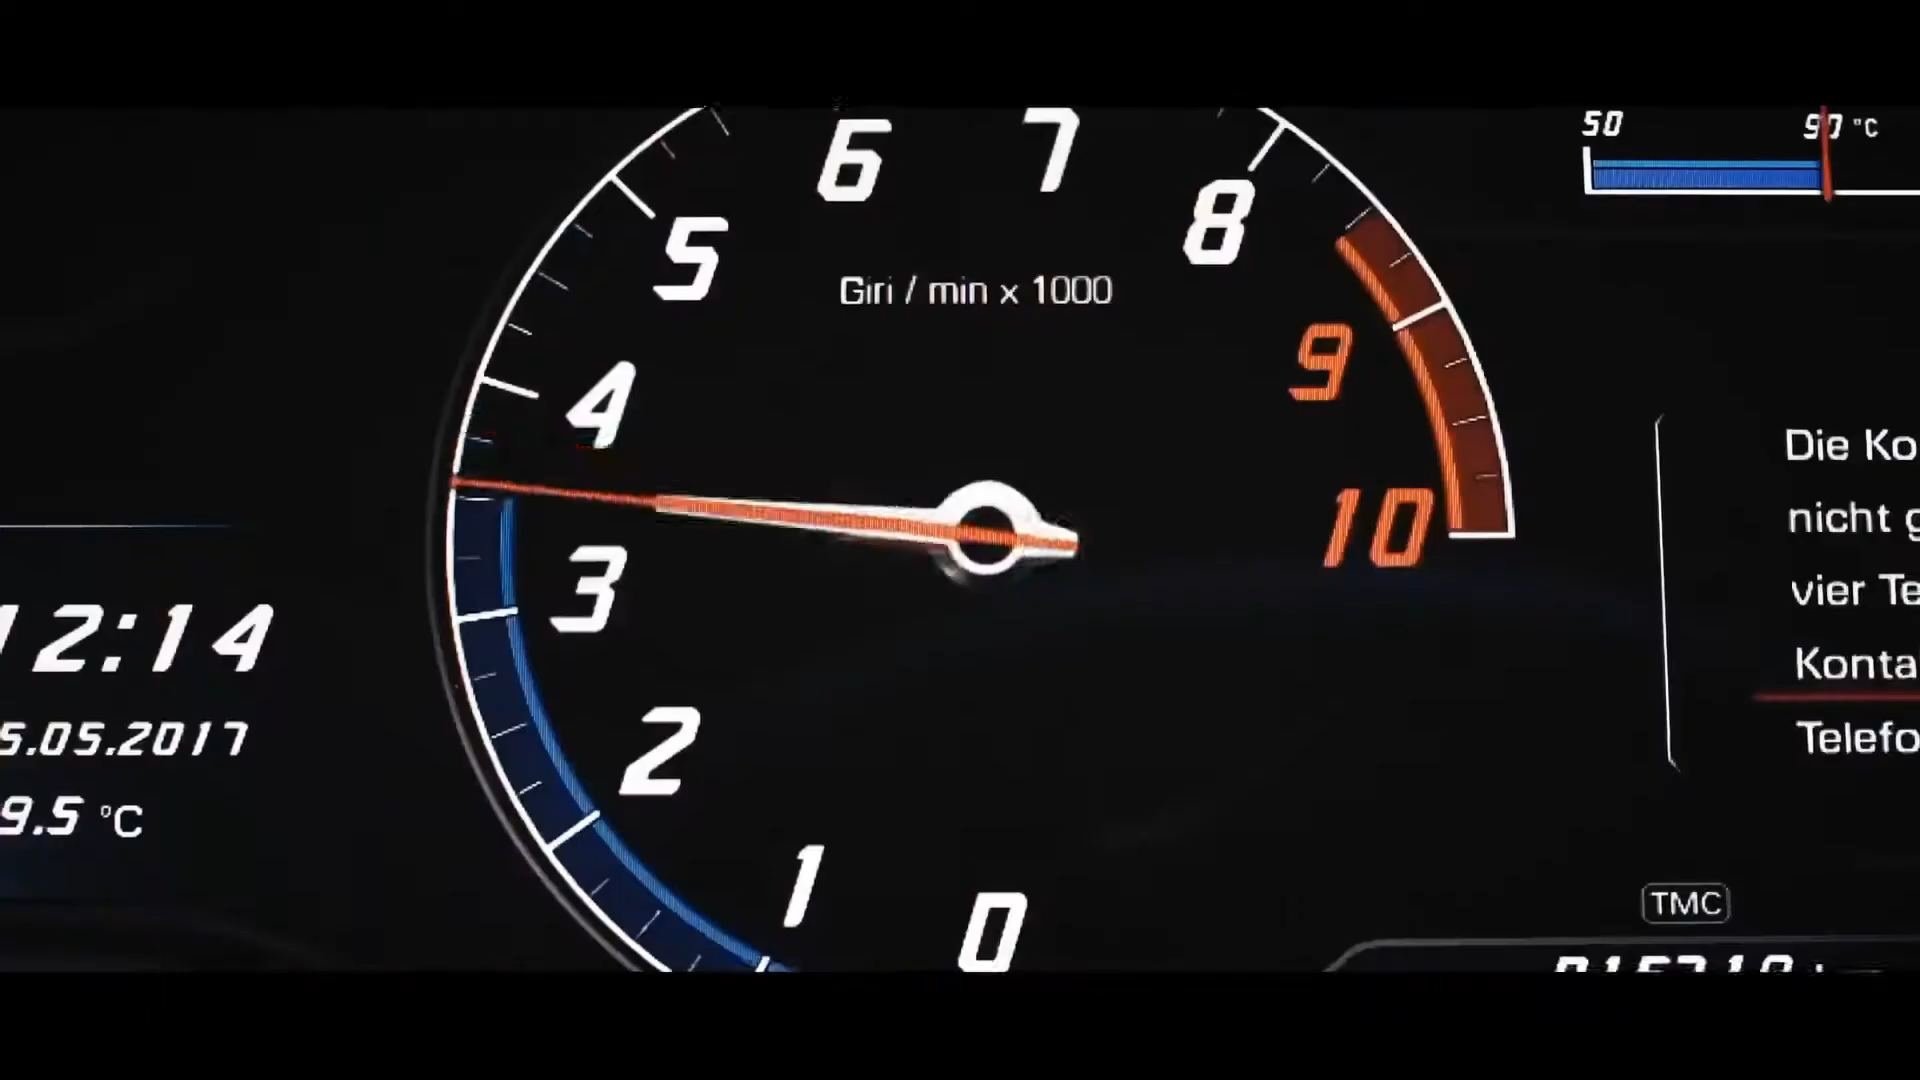 50 90 °C
6 7
5 8
Giri / min x 1000
4 9
3 10
2
1
0
12:14
5.05.2017
9.5 °C
Die Ko
nicht g
vier Te
Konta
Telefo
TMC